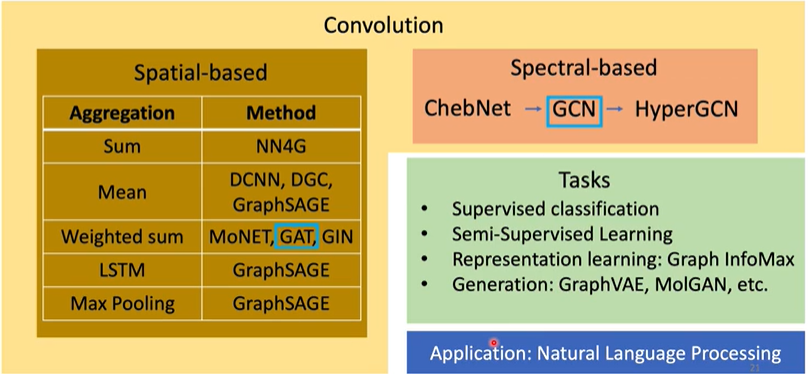 Convolution
Spatial-based
Aggregation Method
Sum NN4G
Mean DCNN, DGC,
GraphSAGE
Weighted sum MoNET, GAT, GIN
LSTM GraphSAGE
Max Pooling GraphSAGE
Spectral-based
ChebNet → GCN → HyperGCN
Tasks
• Supervised classification
• Semi-Supervised Learning
• Representation learning: Graph InfoMax
• Generation: GraphVAE, MolGAN, etc.
Application: Natural Language Processing
21